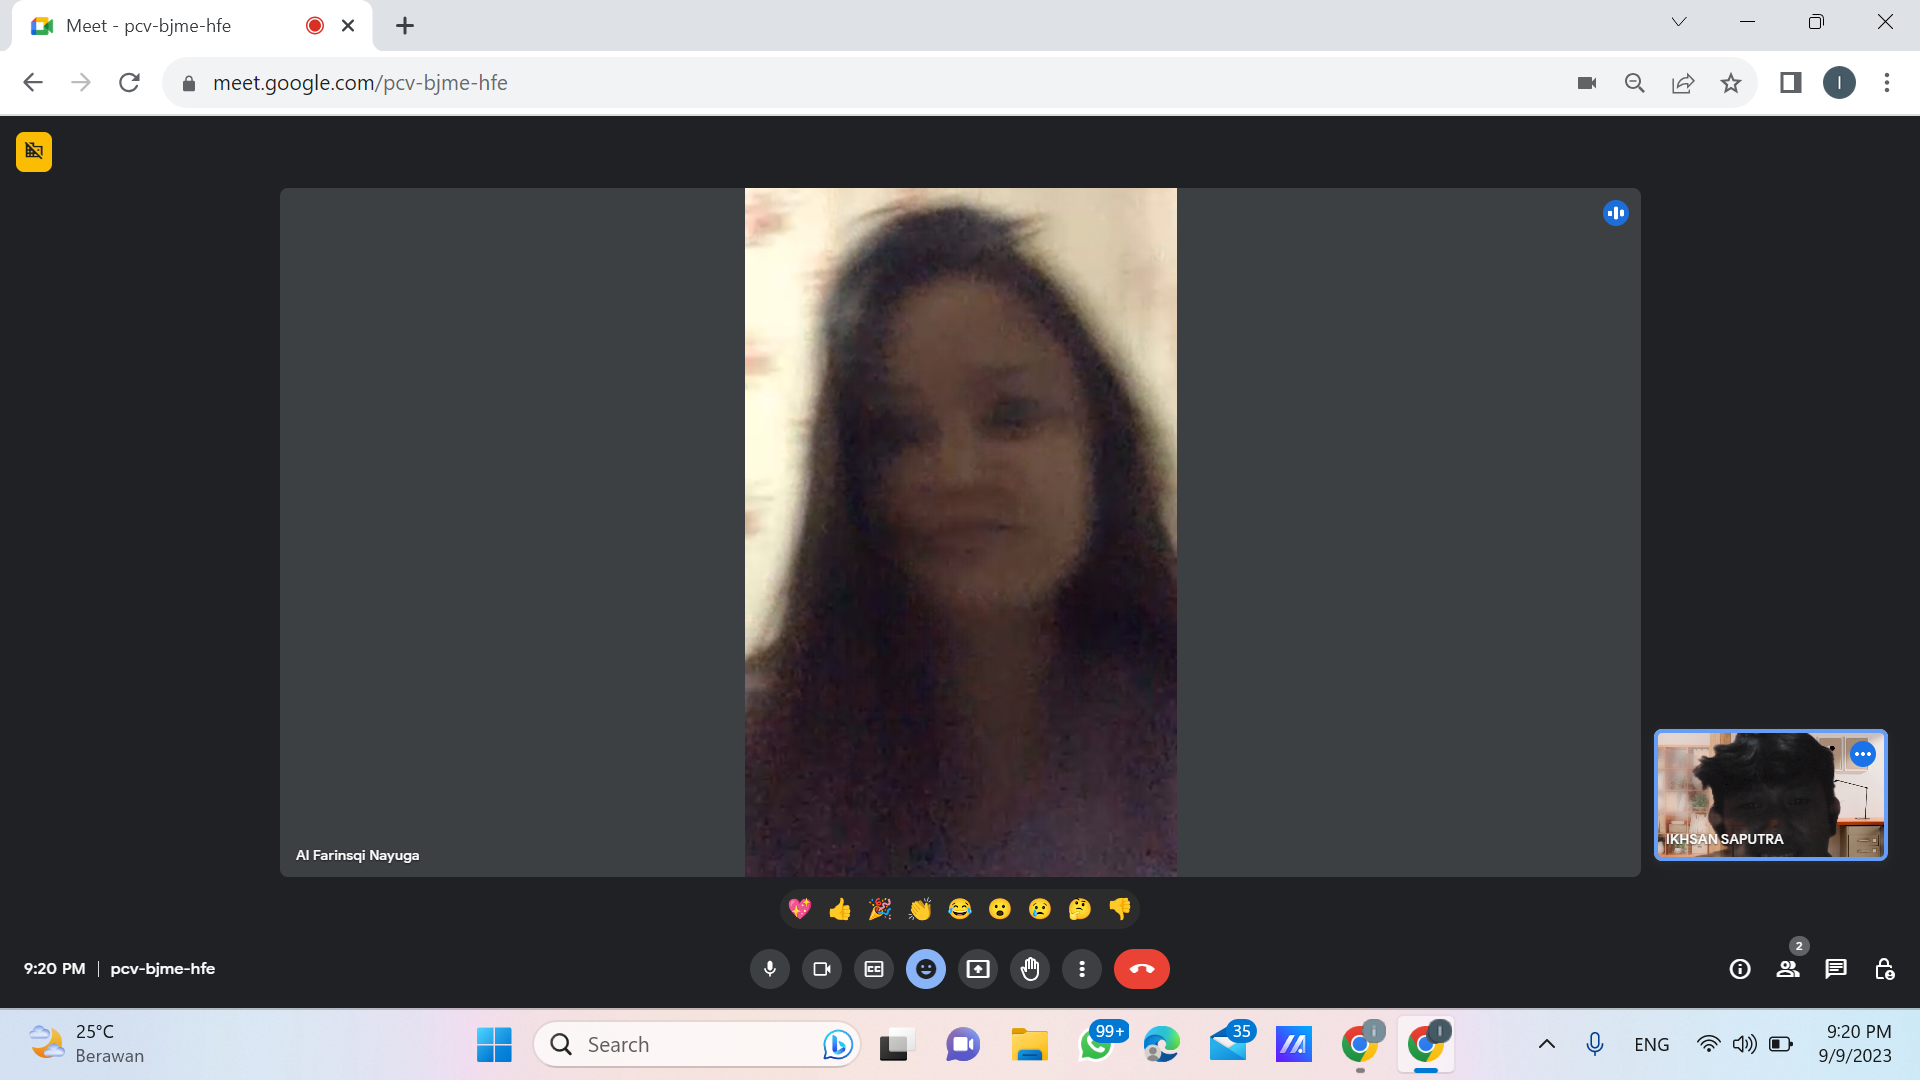 Meet - pcv-bjme-hfe
meet.google.com/pcv-bjme-hfe
I
Al Farinsqi Nayuga
IKHSAN SAPUTRA
9:20 PM | pcv-bjme-hfe
CC
2
25°C
Berawan
Search
99+
35
i
I
ENG
9:20 PM
9/9/2023